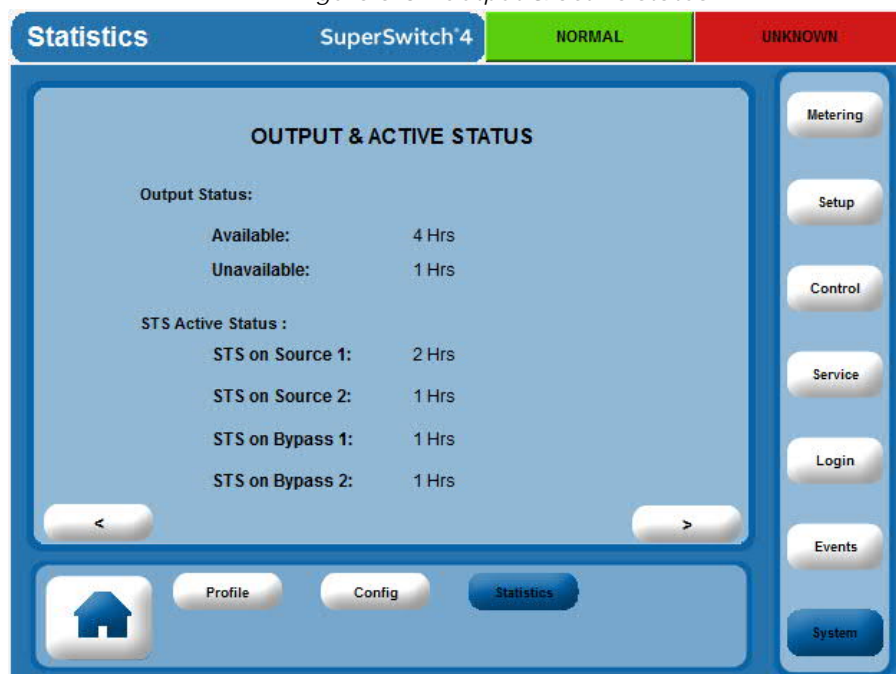 Statistics SuperSwitch®4 NORMAL UNKNOWN
OUTPUT & ACTIVE STATUS
Output Status:
Available: 4 Hrs
Unavailable: 1 Hrs
STS Active Status :
STS on Source 1: 2 Hrs
STS on Source 2: 1 Hrs
STS on Bypass 1: 1 Hrs
STS on Bypass 2: 1 Hrs
< >
Profile Config Statistics
Metering
Setup
Control
Service
Login
Events
System